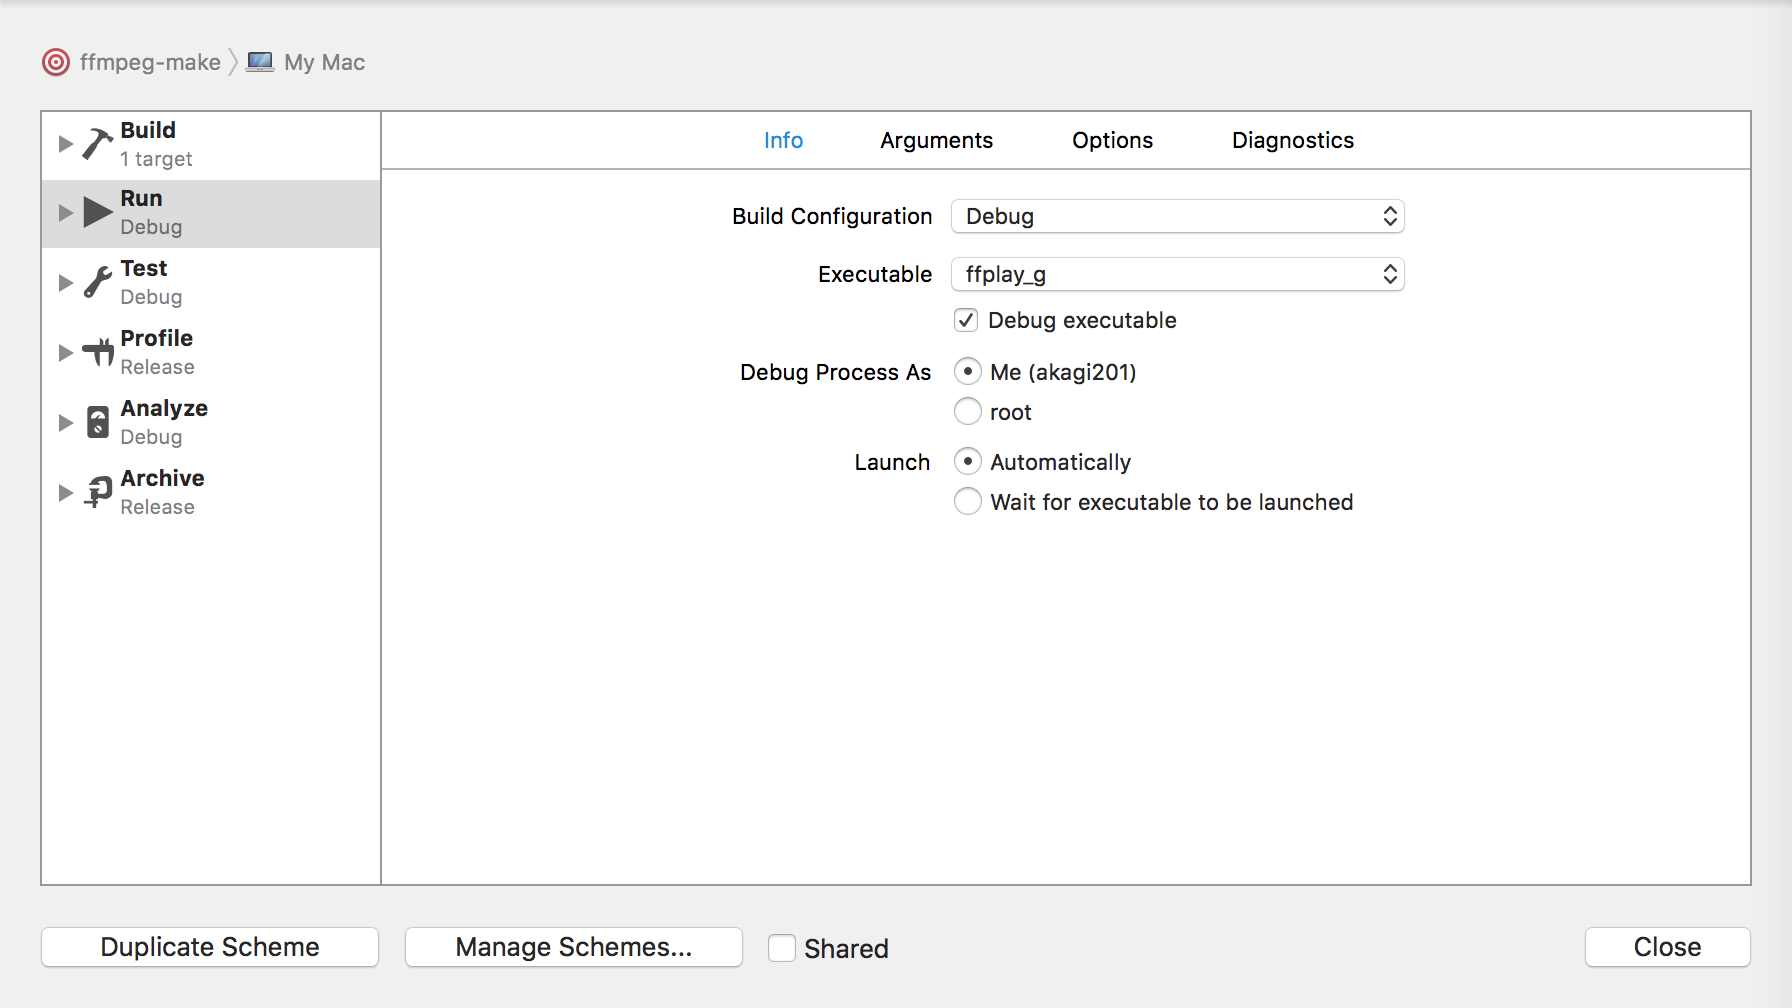 ffmpeg-make My Mac
Build
1 target
Run
Debug
Test
Debug
Profile
Release
Analyze
Debug
Archive
Release
Info Arguments Options Diagnostics
Build Configuration Debug
Executable ffplay_g
Debug executable
Debug Process As Me (akagi201)
root
Launch Automatically
Wait for executable to be launched
Duplicate Scheme Manage Schemes... Shared Close